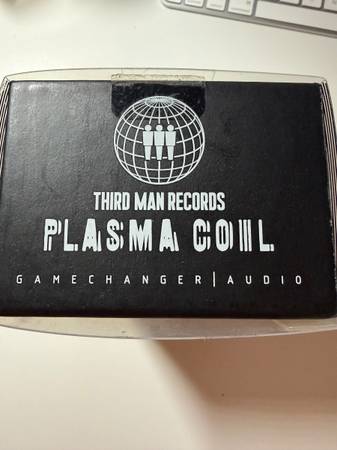 THIRD MAN RECORDS
PLASMA COIL
GAMECHANGER | AUDIO